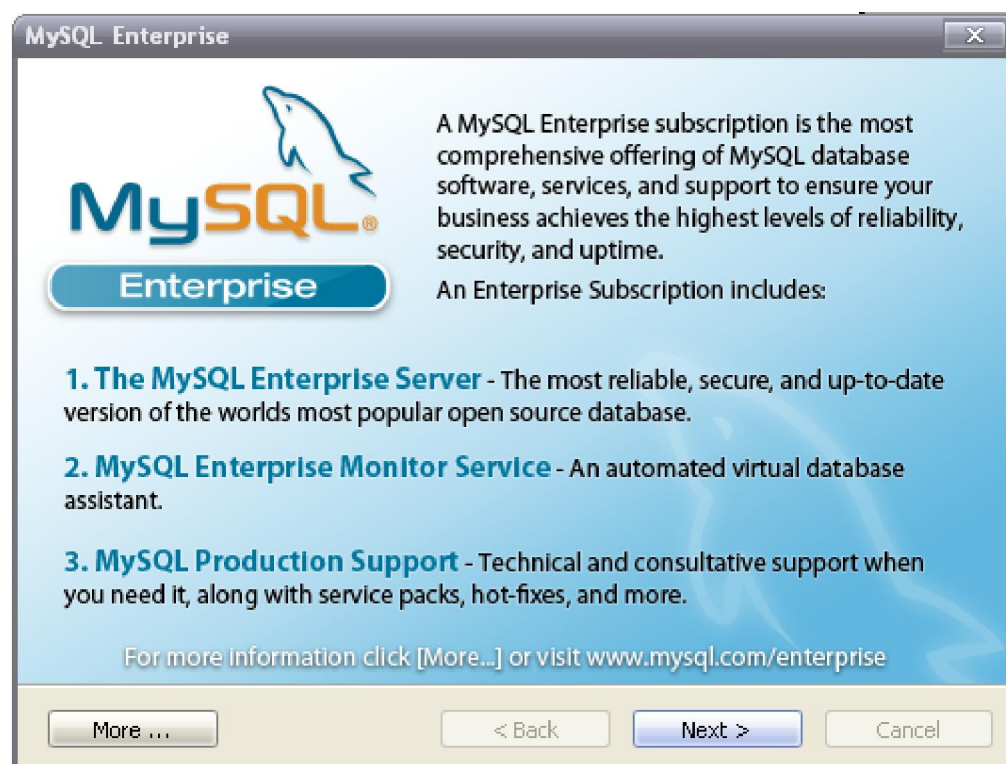 MySQL Enterprise
MySQL®
Enterprise
A MySQL Enterprise subscription is the most
comprehensive offering of MySQL database
software, services, and support to ensure your
business achieves the highest levels of reliability,
security, and uptime.
An Enterprise Subscription includes:
1. The MySQL Enterprise Server - The most reliable, secure, and up-to-date
version of the worlds most popular open source database.
2. MySQL Enterprise Monitor Service - An automated virtual database
assistant.
3. MySQL Production Support - Technical and consultative support when
you need it, along with service packs, hot-fixes, and more.
For more information click [More...] or visit www.mysql.com/enterprise
More ... < Back Next > Cancel